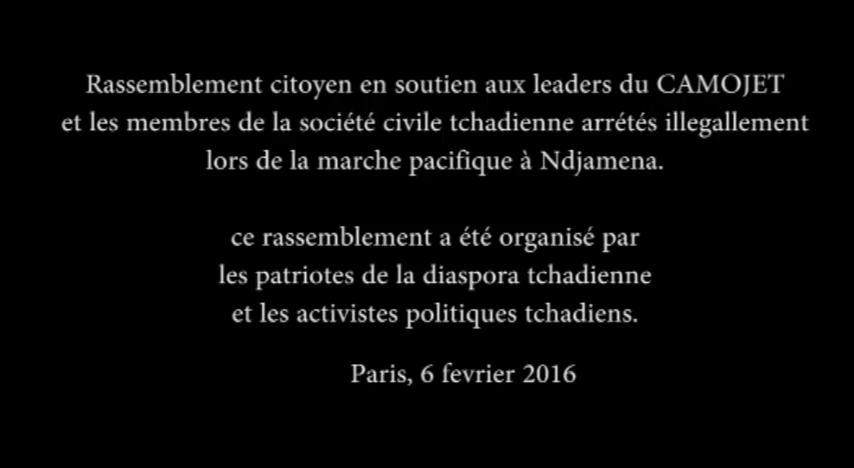 Rassemblement citoyen en soutien aux leaders du CAMOJET
et les membres de la société civile tchadienne arrétés illegallement
lors de la marche pacifique à Ndjamena.
ce rassemblement a été organisé par
les patriotes de la diaspora tchadienne
et les activistes politiques tchadiens.
Paris, 6 fevrier 2016